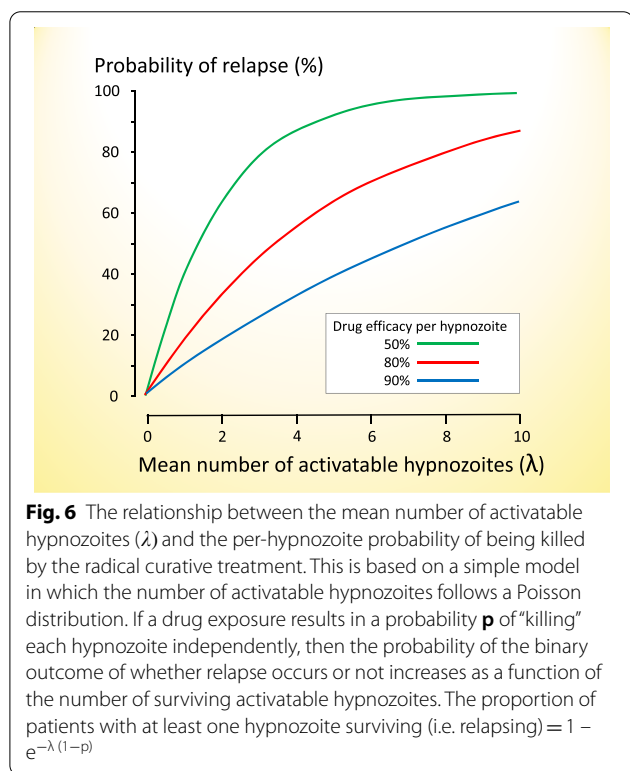 Probability of relapse (%)
100
80
60
40
20
0
Drug efficacy per hypnozoite
50%
80%
90%
0 2 4 6 8 10
Mean number of activatable hypnozoites (λ)
Fig. 6 The relationship between the mean number of activatable
hypnozoites (λ) and the per-hypnozoite probability of being killed
by the radical curative treatment. This is based on a simple model
in which the number of activatable hypnozoites follows a Poisson
distribution. If a drug exposure results in a probability p of “killing”
each hypnozoite independently, then the probability of the binary
outcome of whether relapse occurs or not increases as a function of
the number of surviving activatable hypnozoites. The proportion of
patients with at least one hypnozoite surviving (i.e. relapsing) = 1 –
e−λ (1−p)